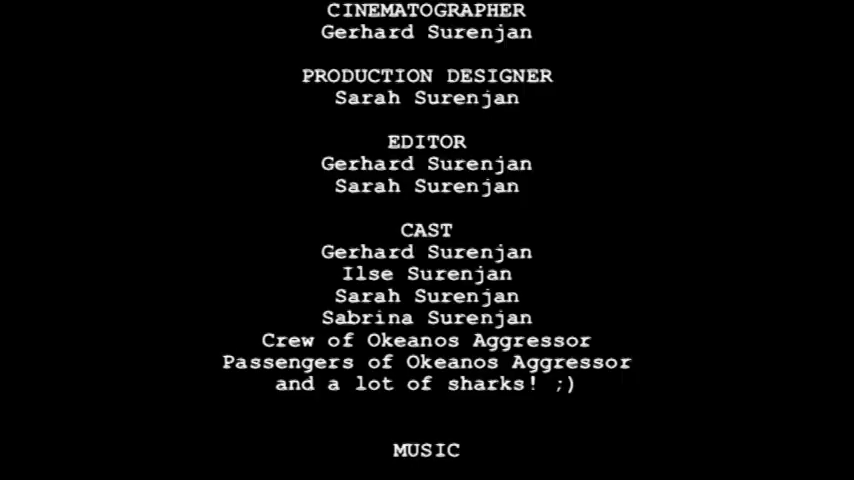 CINEMATOGRAPHER
Gerhard Surenjan
PRODUCTION DESIGNER
Sarah Surenjan
EDITOR
Gerhard Surenjan
Sarah Surenjan
CAST
Gerhard Surenjan
Ilse Surenjan
Sarah Surenjan
Sabrina Surenjan
Crew of Okeanos Aggressor
Passengers of Okeanos Aggressor
and a lot of sharks! ;)
MUSIC